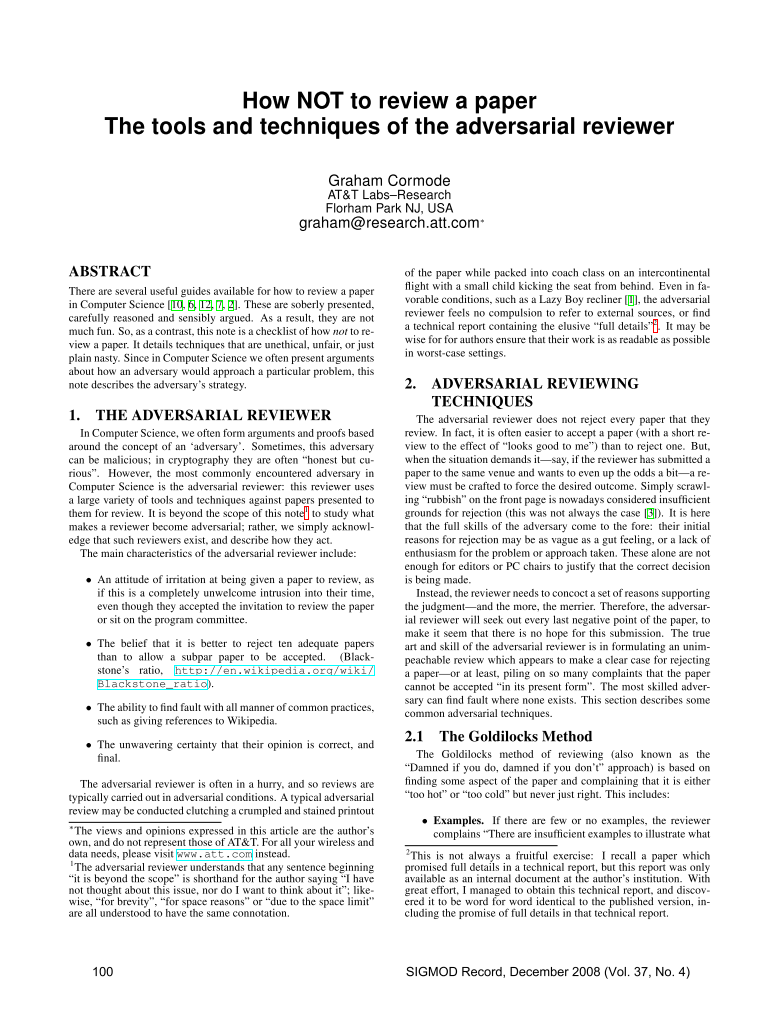 How NOT to review a paper
The tools and techniques of the adversarial reviewer
Graham Cormode
AT&T Labs–Research
Florham Park NJ, USA
graham@research.att.com*
ABSTRACT
There are several useful guides available for how to review a paper
in Computer Science [10, 6, 12, 7, 2]. These are soberly presented,
carefully reasoned and sensibly argued. As a result, they are not
much fun. So, as a contrast, this note is a checklist of how not to re-
view a paper. It details techniques that are unethical, unfair, or just
plain nasty. Since in Computer Science we often present arguments
about how an adversary would approach a particular problem, this
note describes the adversary's strategy.
1. THE ADVERSARIAL REVIEWER
In Computer Science, we often form arguments and proofs based
around the concept of an 'adversary'. Sometimes, this adversary
can be malicious; in cryptography they are often "honest but cu-
rious". However, the most commonly encountered adversary in
Computer Science is the adversarial reviewer: this reviewer uses
a large variety of tools and techniques against papers presented to
them for review. It is beyond the scope of this note1 to study what
makes a reviewer become adversarial; rather, we simply acknowl-
edge that such reviewers exist, and describe how they act.
The main characteristics of the adversarial reviewer include:
• An attitude of irritation at being given a paper to review, as
if this is a completely unwelcome intrusion into their time,
even though they accepted the invitation to review the paper
or sit on the program committee.
• The belief that it is better to reject ten adequate papers
than to allow a subpar paper to be accepted. (Black-
stone's ratio, http://en.wikipedia.org/wiki/
Blackstone_ratio).
• The ability to find fault with all manner of common practices,
such as giving references to Wikipedia.
• The unwavering certainty that their opinion is correct, and
final.
The adversarial reviewer is often in a hurry, and so reviews are
typically carried out in adversarial conditions. A typical adversarial
review may be conducted clutching a crumpled and stained printout
*The views and opinions expressed in this article are the author's
own, and do not represent those of AT&T. For all your wireless and
data needs, please visit www.att.com instead.
1The adversarial reviewer understands that any sentence beginning
"it is beyond the scope" is shorthand for the author saying "I have
not thought about this issue, nor do I want to think about it"; like-
wise, "for brevity", "for space reasons" or "due to the space limit"
are all understood to have the same connotation.
of the paper while packed into coach class on an intercontinental
flight with a small child kicking the seat from behind. Even in fa-
vorable conditions, such as a Lazy Boy recliner [1], the adversarial
reviewer feels no compulsion to refer to external sources, or find
a technical report containing the elusive "full details"2. It may be
wise for for authors ensure that their work is as readable as possible
in worst-case settings.
2. ADVERSARIAL REVIEWING
TECHNIQUES
The adversarial reviewer does not reject every paper that they
review. In fact, it is often easier to accept a paper (with a short re-
view to the effect of "looks good to me") than to reject one. But,
when the situation demands it—say, if the reviewer has submitted a
paper to the same venue and wants to even up the odds a bit—a re-
view must be crafted to force the desired outcome. Simply scrawl-
ing "rubbish" on the front page is nowadays considered insufficient
grounds for rejection (this was not always the case [3]). It is here
that the full skills of the adversary come to the fore: their initial
reasons for rejection may be as vague as a gut feeling, or a lack of
enthusiasm for the problem or approach taken. These alone are not
enough for editors or PC chairs to justify that the correct decision
is being made.
Instead, the reviewer needs to concoct a set of reasons supporting
the judgment—and the more, the merrier. Therefore, the adversar-
ial reviewer will seek out every last negative point of the paper, to
make it seem that there is no hope for this submission. The true
art and skill of the adversarial reviewer is in formulating an unim-
peachable review which appears to make a clear case for rejecting
a paper—or at least, piling on so many complaints that the paper
cannot be accepted "in its present form". The most skilled adver-
sary can find fault where none exists. This section describes some
common adversarial techniques.
2.1 The Goldilocks Method
The Goldilocks method of reviewing (also known as the
"Damned if you do, damned if you don't" approach) is based on
finding some aspect of the paper and complaining that it is either
"too hot" or "too cold" but never just right. This includes:
• Examples. If there are few or no examples, the reviewer
complains "There are insufficient examples to illustrate what
2This is not always a fruitful exercise: I recall a paper which
promised full details in a technical report, but this report was only
available as an internal document at the author's institution. With
great effort, I managed to obtain this technical report, and discov-
ered it to be word for word identical to the published version, in-
cluding the promise of full details in that technical report.
100
SIGMOD Record, December 2008 (Vol. 37, No. 4)